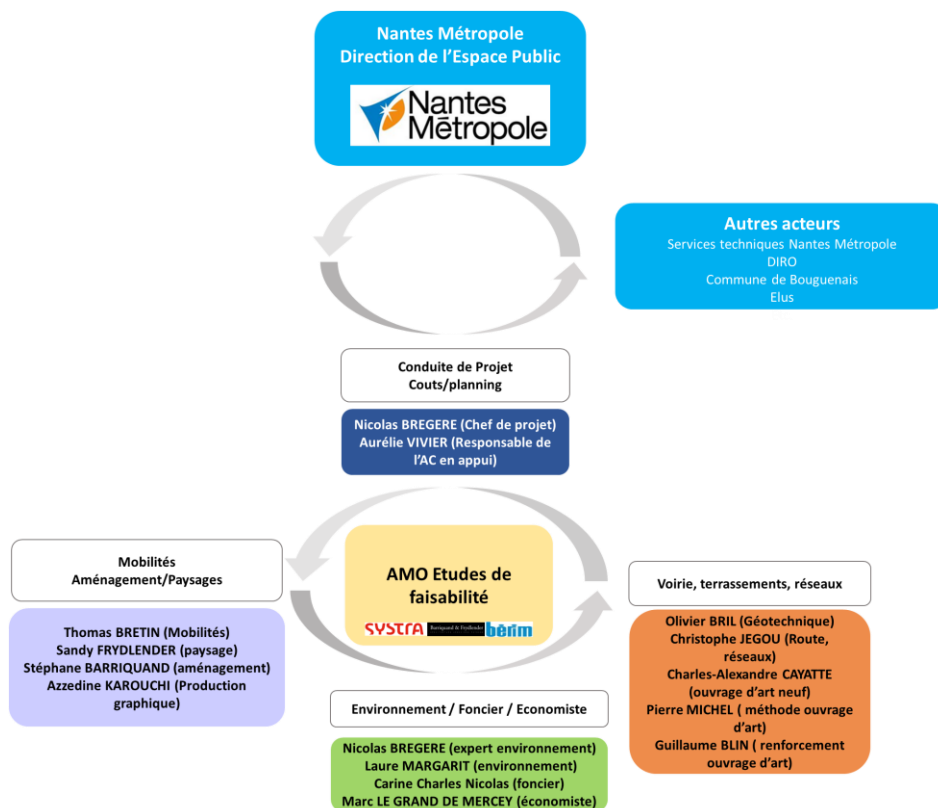 Nantes Métropole
Direction de l'Espace Public
Nantes
Métropole
Autres acteurs
Services techniques Nantes Métropole
DIRO
Commune de Bouguenais
Elus
Conduite de Projet
Couts/planning
Nicolas BREGERE (Chef de projet)
Aurélie VIVIER (Responsable de
l'AC en appui)
Mobilités
Aménagement/Paysages
Thomas BRETIN (Mobilités)
Sandy FRYDLENDER (paysage)
Stéphane BARRIQUAND (aménagement)
Azzedine KAROUCHI (Production
graphique)
AMO Etudes de
faisabilité
SYSTRA Barriquand & Frydlender bérim
Voirie, terrassements, réseaux
Olivier BRIL (Géotechnique)
Christophe JEGOU (Route,
réseaux)
Charles-Alexandre CAYATTE
(ouvrage d'art neuf)
Pierre MICHEL ( méthode ouvrage
d'art)
Guillaume BLIN ( renforcement
ouvrage d'art)
Environnement / Foncier / Economiste
Nicolas BREGERE (expert environnement)
Laure MARGARIT (environnement)
Carine Charles Nicolas (foncier)
Marc LE GRAND DE MERCEY (économiste)